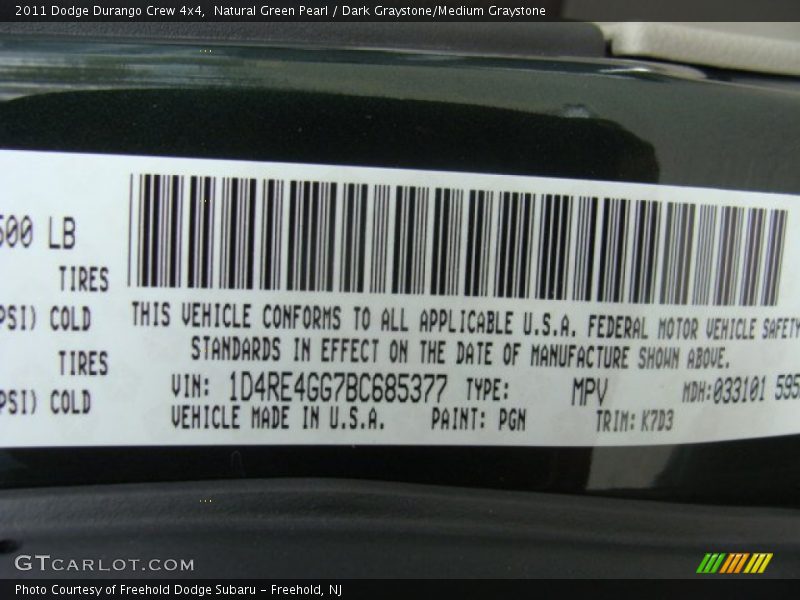 2011 Dodge Durango Crew 4x4, Natural Green Pearl / Dark Graystone/Medium Graystone
500 LB
TIRES
PSI) COLD
TIRES
PSI) COLD
THIS VEHICLE CONFORMS TO ALL APPLICABLE U.S.A. FEDERAL MOTOR VEHICLE SAFETY
STANDARDS IN EFFECT ON THE DATE OF MANUFACTURE SHOWN ABOVE.
VIN: 1D4RE4GG7BC685377 TYPE: MPV MDH:033101 595
VEHICLE MADE IN U.S.A. PAINT: PGN TRIM: K7D3
GTCARLOT.COM
Photo Courtesy of Freehold Dodge Subaru - Freehold, NJ